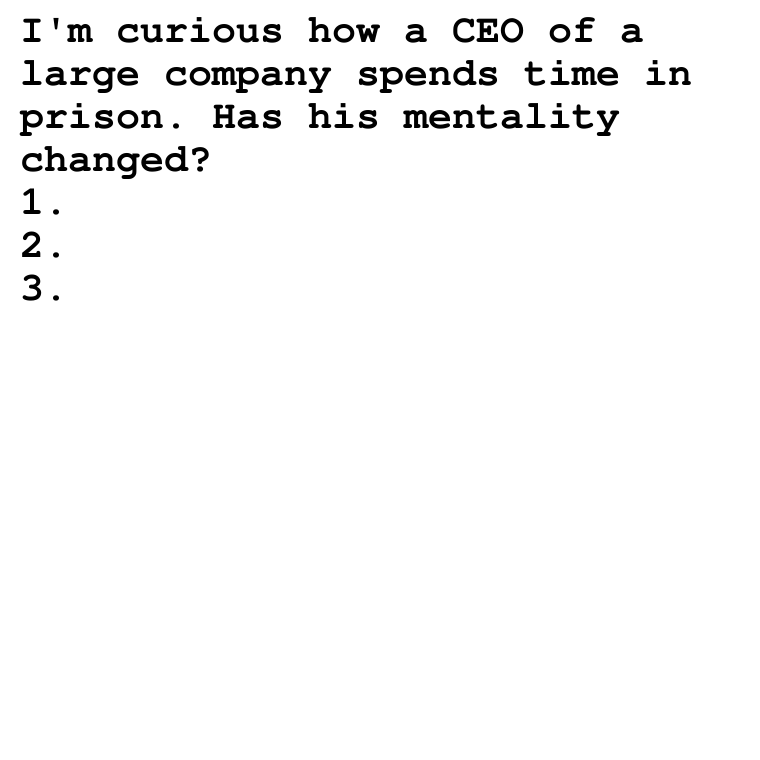 I'm curious how a CEO of a
large company spends time in
prison. Has his mentality
changed?
1.
2.
3.